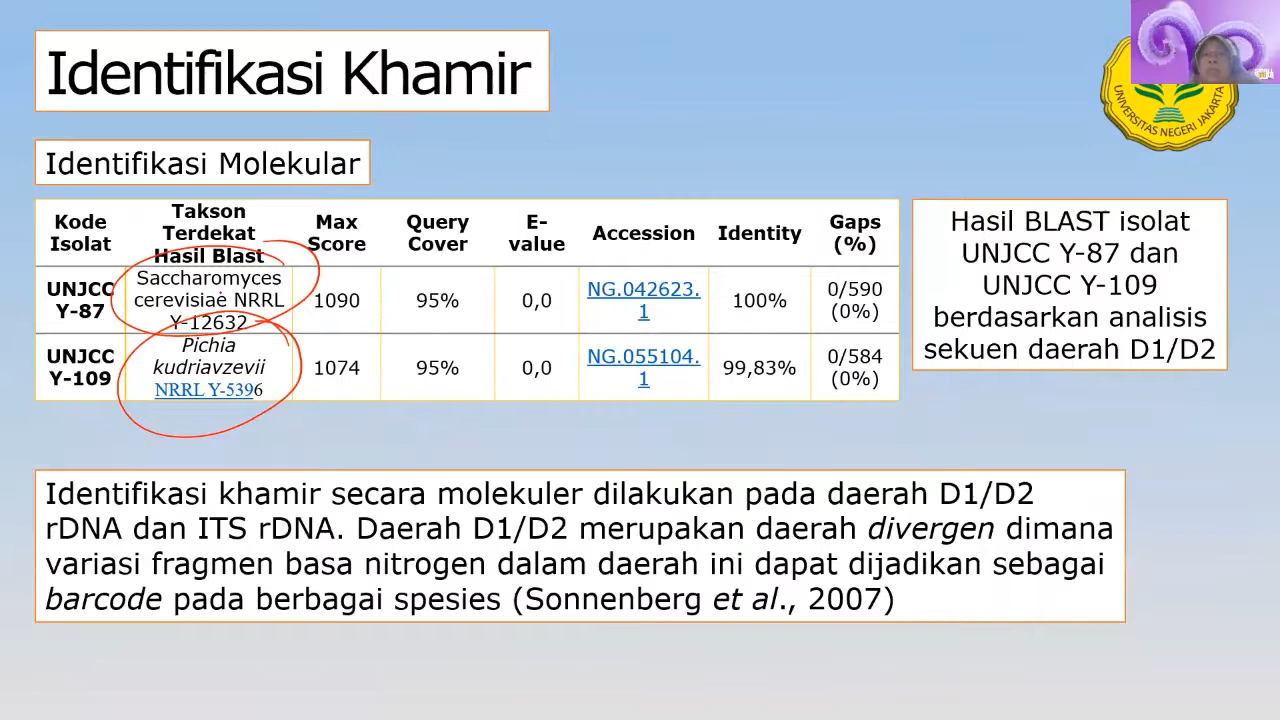 Identifikasi Khamir
UNIVERSITAS NEGERI JAKARTA
Identifikasi Molekular
Kode Isolat	Takson Terdekat Hasil Blast	Max Score	Query Cover	E-value	Accession	Identity	Gaps (%)
UNJCC Y-87	Saccharomyces cerevisiae NRRL Y-12632	1090	95%	0,0	NG.042623.1	100%	0/590 (0%)
UNJCC Y-109	Pichia kudriavzevii NRRL Y-5396	1074	95%	0,0	NG.055104.1	99,83%	0/584 (0%)
Hasil BLAST isolat
UNJCC Y-87 dan
UNJCC Y-109
berdasarkan analisis
sekuen daerah D1/D2
Identifikasi khamir secara molekuler dilakukan pada daerah D1/D2
rDNA dan ITS rDNA. Daerah D1/D2 merupakan daerah divergen dimana
variasi fragmen basa nitrogen dalam daerah ini dapat dijadikan sebagai
barcode pada berbagai spesies (Sonnenberg et al., 2007)